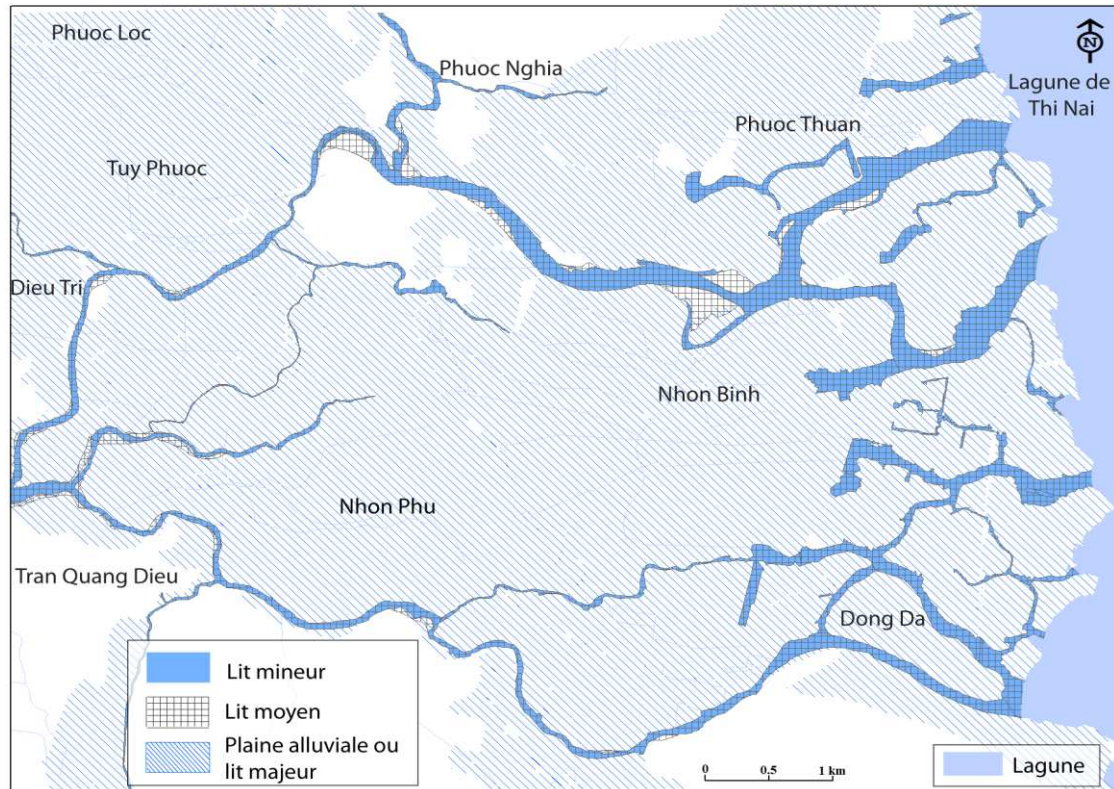 Phuoc Loc
Phuoc Nghia
N
Lagune de
Thi Nai
Phuoc Thuan
Tuy Phuoc
Dieu Tri
Nhon Binh
Nhon Phu
Tran Quang Dieu
Dong Da
Lit mineur
Lit moyen
Plaine alluviale ou
lit majeur
0 0.5 1 km
Lagune